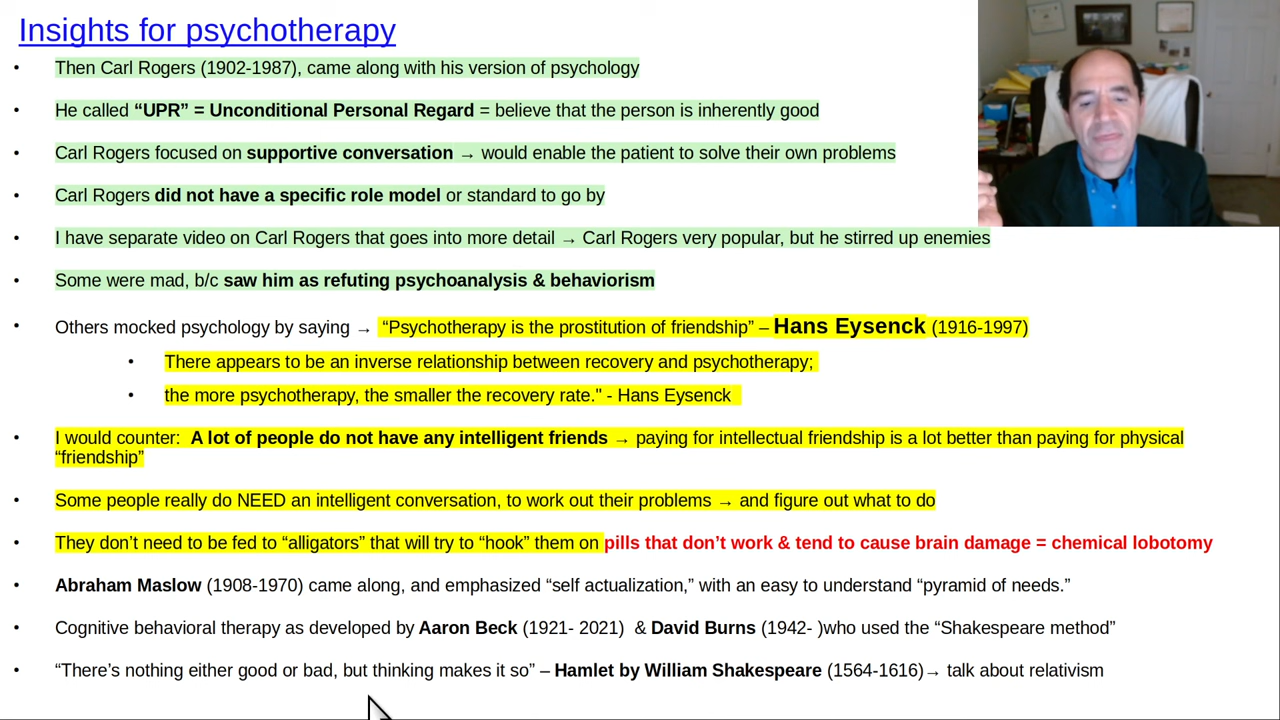 Insights for psychotherapy
• Then Carl Rogers (1902-1987), came along with his version of psychology
• He called “UPR” = Unconditional Personal Regard = believe that the person is inherently good
• Carl Rogers focused on supportive conversation → would enable the patient to solve their own problems
• Carl Rogers did not have a specific role model or standard to go by
• I have separate video on Carl Rogers that goes into more detail → Carl Rogers very popular, but he stirred up enemies
• Some were mad, b/c saw him as refuting psychoanalysis & behaviorism
• Others mocked psychology by saying → “Psychotherapy is the prostitution of friendship” – Hans Eysenck (1916-1997)
• There appears to be an inverse relationship between recovery and psychotherapy;
• the more psychotherapy, the smaller the recovery rate." - Hans Eysenck
• I would counter: A lot of people do not have any intelligent friends → paying for intellectual friendship is a lot better than paying for physical
“friendship”
• Some people really do NEED an intelligent conversation, to work out their problems → and figure out what to do
• They don’t need to be fed to “alligators” that will try to “hook” them on pills that don’t work & tend to cause brain damage = chemical lobotomy
• Abraham Maslow (1908-1970) came along, and emphasized “self actualization,” with an easy to understand “pyramid of needs.”
• Cognitive behavioral therapy as developed by Aaron Beck (1921- 2021) & David Burns (1942- )who used the “Shakespeare method”
• “There’s nothing either good or bad, but thinking makes it so” – Hamlet by William Shakespeare (1564-1616)→ talk about relativism